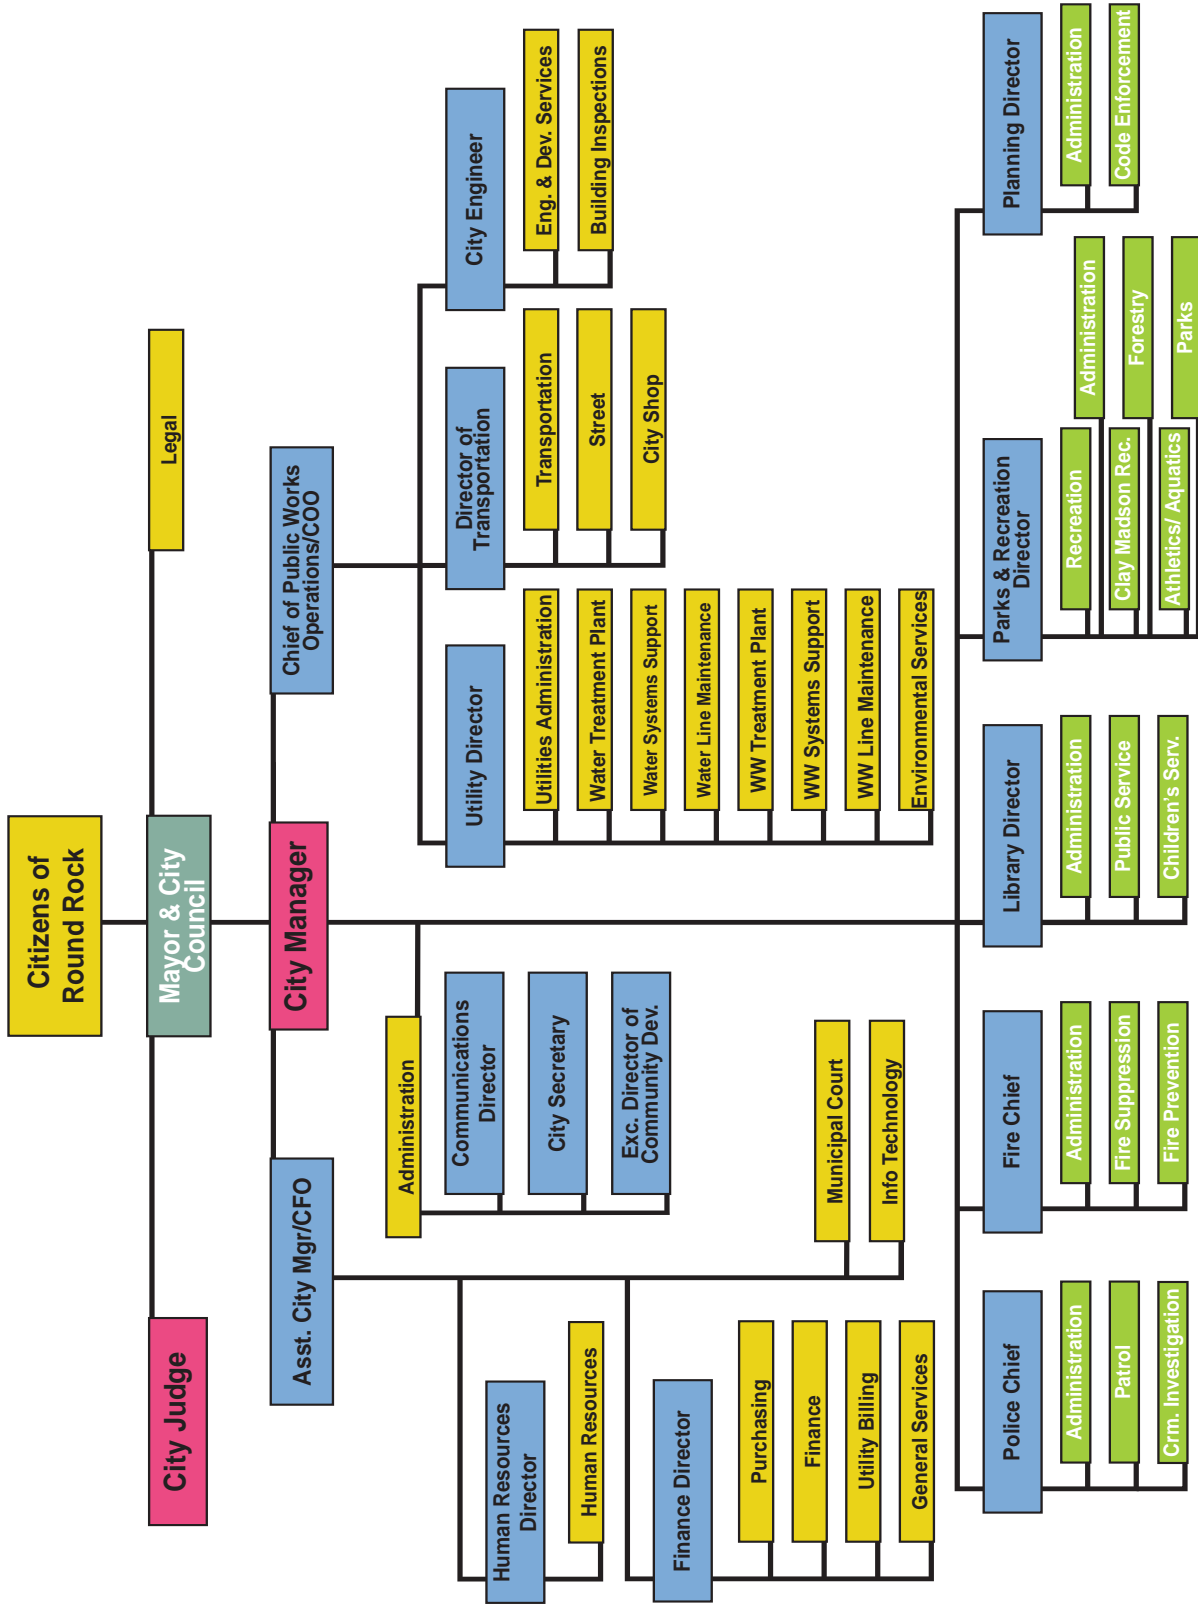 Citizens of
Round Rock
Mayor & City
Council
City Judge
Legal
City Manager
Asst. City Mgr/CFO
Chief of Public Works
Operations/COO
Administration
Communications
Director
City Secretary
Exc. Director of
Community Dev.
Human Resources
Director
Human Resources
Finance Director
Purchasing
Finance
Utility Billing
General Services
Municipal Court
Info Technology
Utility Director
Utilities Administration
Water Treatment Plant
Water Systems Support
Water Line Maintenance
WW Treatment Plant
WW Systems Support
WW Line Maintenance
Environmental Services
Director of
Transportation
Transportation
Street
City Shop
City Engineer
Eng. & Dev. Services
Building Inspections
Police Chief
Administration
Patrol
Crm. Investigation
Fire Chief
Administration
Fire Suppression
Fire Prevention
Library Director
Administration
Public Service
Children's Serv.
Parks & Recreation
Director
Recreation
Clay Madson Rec.
Athletics/ Aquatics
Administration
Forestry
Parks
Planning Director
Administration
Code Enforcement